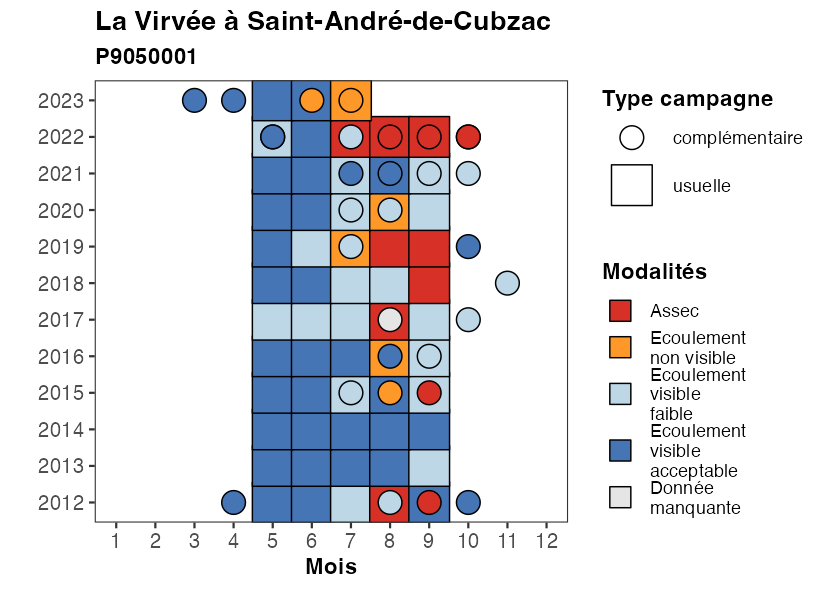 La Virvée à Saint-André-de-Cubzac
P9050001
2023
2022
2021
2020
2019
2018
2017
2016
2015
2014
2013
2012
1 2 3 4 5 6 7 8 9 10 11 12
Mois
Type campagne
complémentaire
usuelle
Modalités
Assec
Ecoulement
non visible
Ecoulement
visible
faible
Ecoulement
visible
acceptable
Donnée
manquante